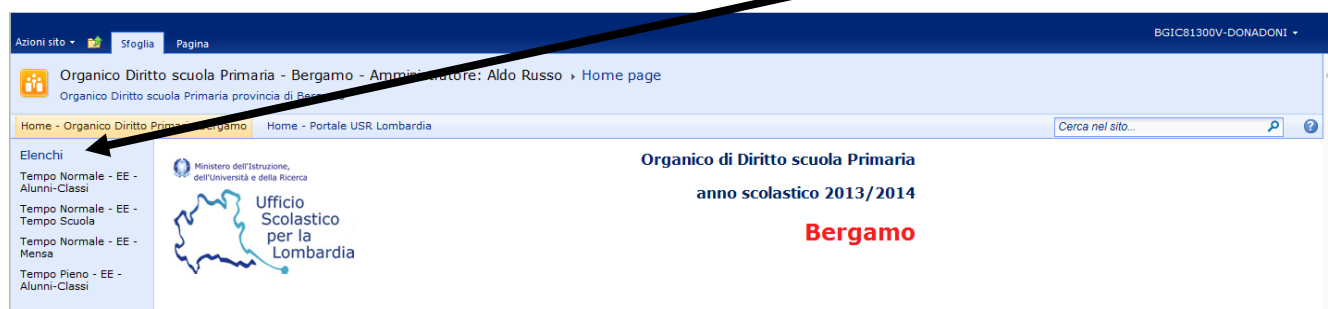 BGIC81300V-DONADONI
Azioni sito
Sfoglia
Pagina
Organico Diritto scuola Primaria - Bergamo - Amministratore: Aldo Russo › Home page
Organico Diritto scuola Primaria provincia di Bergamo
Home - Organico Diritto Primaria Bergamo
Home - Portale USR Lombardia
Cerca nel sito...
Elenchi
Tempo Normale - EE -
Alunni-Classi
Tempo Normale - EE -
Tempo Scuola
Tempo Normale - EE -
Mensa
Tempo Pieno - EE -
Alunni-Classi
Ministero dell'Istruzione,
dell'Università e della Ricerca
Ufficio
Scolastico
per la
Lombardia
Organico di Diritto scuola Primaria
anno scolastico 2013/2014
Bergamo